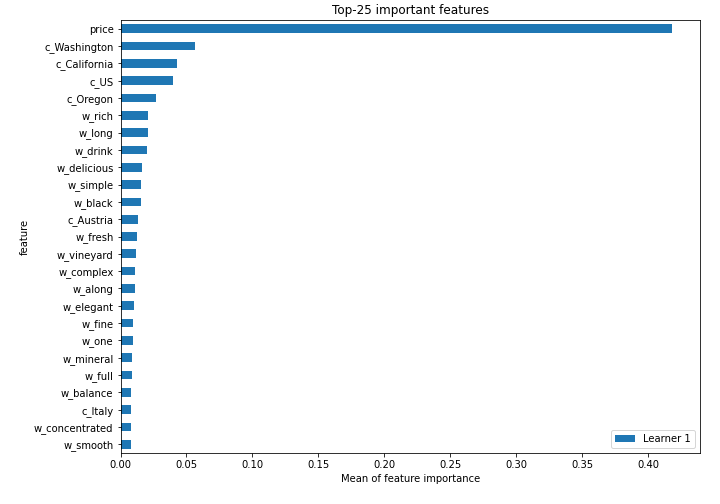 Top-25 important features
price
c_Washington
c_California
c_US
c_Oregon
w_rich
w_long
w_drink
w_delicious
w_simple
w_black
c_Austria
w_fresh
w_vineyard
w_complex
w_along
w_elegant
w_fine
w_one
w_mineral
w_full
w_balance
c_Italy
w_concentrated
w_smooth
feature
Learner 1
0.00 0.05 0.10 0.15 0.20 0.25 0.30 0.35 0.40
Mean of feature importance